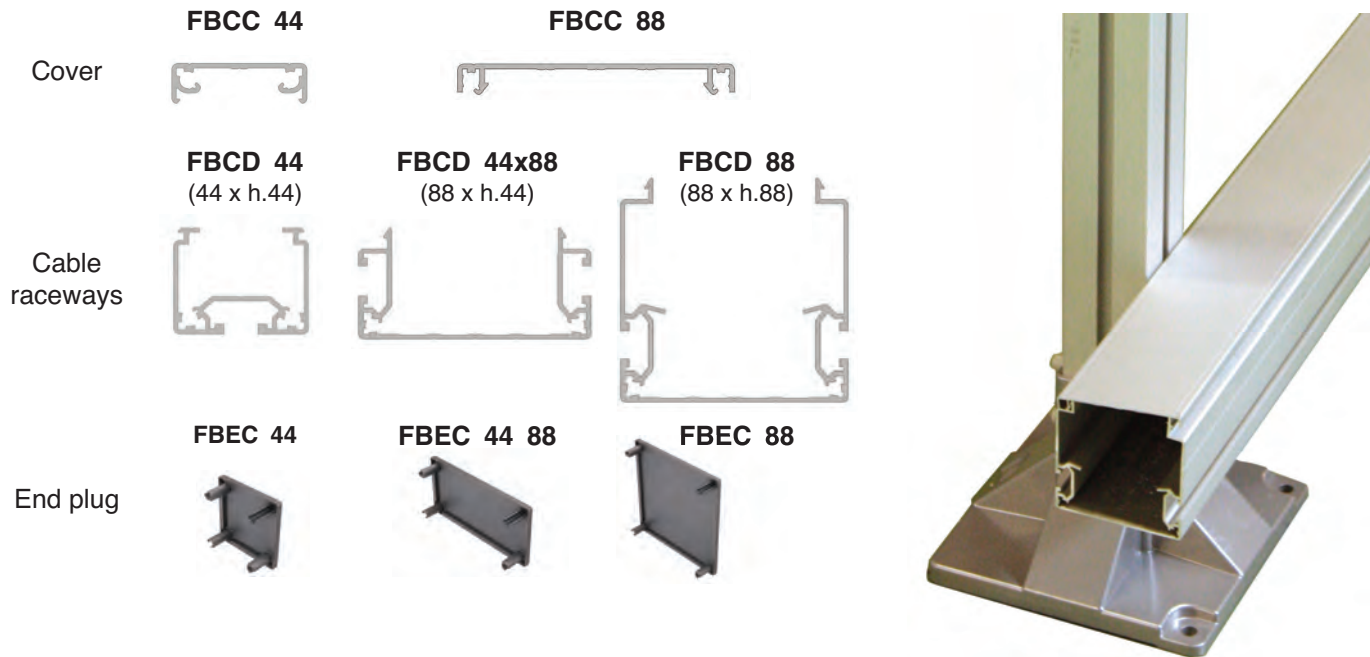 FBCC 44
FBCC 88
Cover
FBCD 44
(44 x h.44)
FBCD 44x88
(88 x h.44)
FBCD 88
(88 x h.88)
Cable
raceways
FBEC 44
FBEC 44 88
FBEC 88
End plug